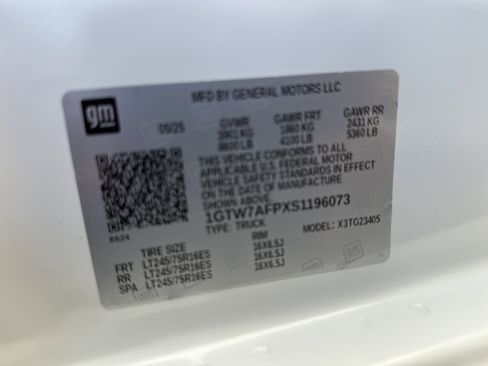 MFD BY GENERAL MOTORS LLC
gm
05/25
GVWR GAWR FRT GAWR RR
3901 KG 1860 KG 2431 KG
8600 LB 4100 LB 5360 LB
THIS VEHICLE CONFORMS TO ALL
APPLICABLE U.S. FEDERAL MOTOR
VEHICLE SAFETY STANDARDS IN EFFECT
ON THE DATE OF MANUFACTURE
SHOWN ABOVE
1GTW7AFPXS1196073
TYPE: TRUCK MODEL: X3TG23405
8624
TIRE SIZE RIM
FRT LT245/75R16ES 16X6.5J
RR LT245/75R16ES 16X6.5J
SPA LT245/75R16ES 16X6.5J